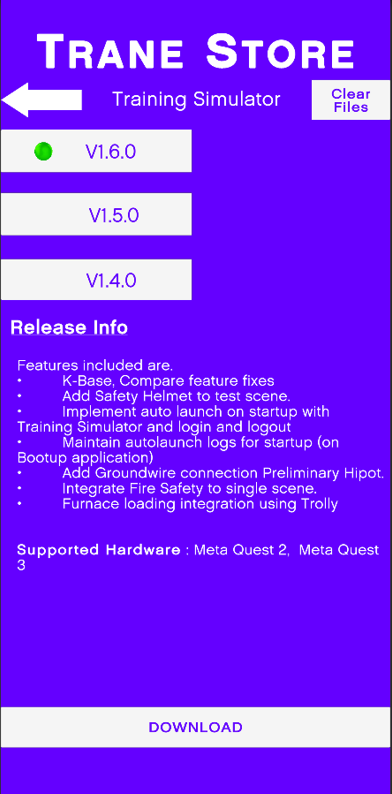 TRANE STORE
Training Simulator
Clear
Files
V1.6.0
V1.5.0
V1.4.0
Release Info
Features included are.
• K-Base, Compare feature fixes
• Add Safety Helmet to test scene.
• Implement auto launch on startup with
Training Simulator and login and logout
• Maintain autolaunch logs for startup (on
Bootup application)
• Add Groundwire connection Preliminary Hipot.
• Integrate Fire Safety to single scene.
• Furnace loading integration using Trolly
Supported Hardware : Meta Quest 2, Meta Quest
3
DOWNLOAD